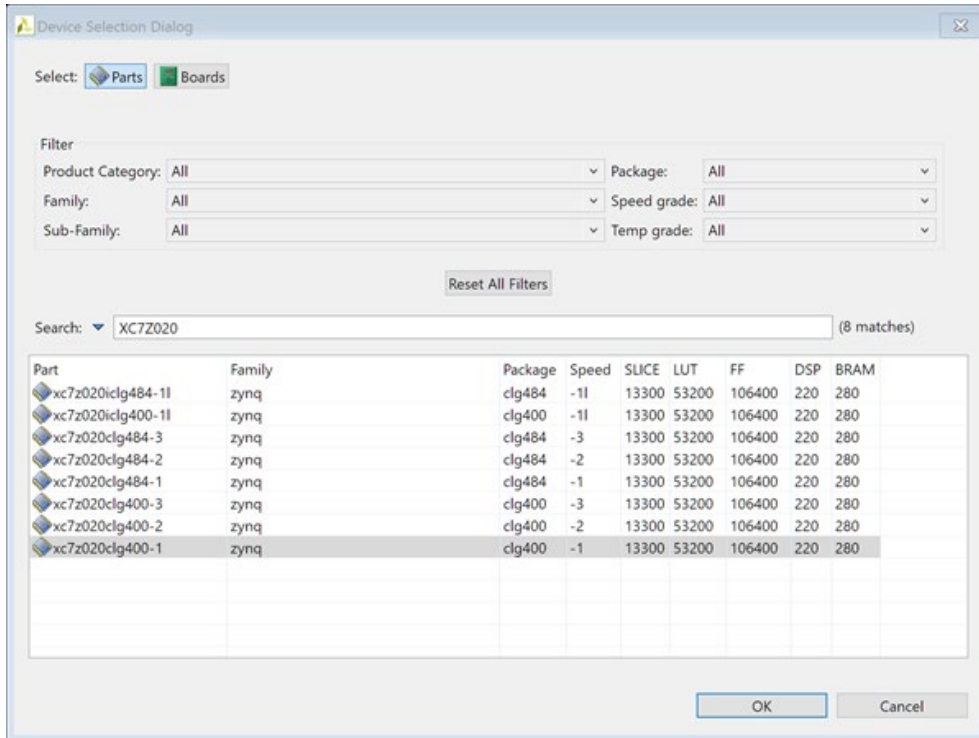 Device Selection Dialog
Select: Parts Boards
Filter
Product Category: All Package: All
Family: All Speed grade: All
Sub-Family: All Temp grade: All
Reset All Filters
Search: XC7Z020 (8 matches)
Part Family Package Speed SLICE LUT FF DSP BRAM
xc7z020iclg484-1l zynq clg484 -1l 13300 53200 106400 220 280
xc7z020iclg400-1l zynq clg400 -1l 13300 53200 106400 220 280
xc7z020clg484-3 zynq clg484 -3 13300 53200 106400 220 280
xc7z020clg484-2 zynq clg484 -2 13300 53200 106400 220 280
xc7z020clg484-1 zynq clg484 -1 13300 53200 106400 220 280
xc7z020clg400-3 zynq clg400 -3 13300 53200 106400 220 280
xc7z020clg400-2 zynq clg400 -2 13300 53200 106400 220 280
xc7z020clg400-1 zynq clg400 -1 13300 53200 106400 220 280
OK Cancel